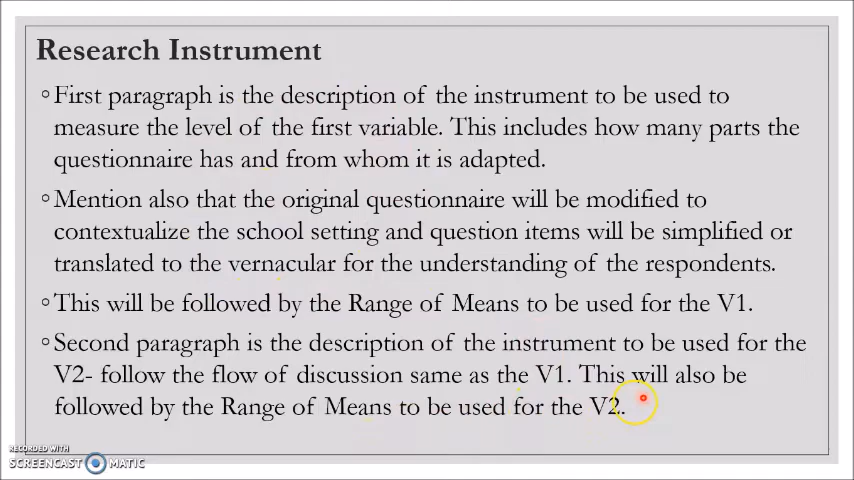 Research Instrument
First paragraph is the description of the instrument to be used to
measure the level of the first variable. This includes how many parts the
questionnaire has and from whom it is adapted.
Mention also that the original questionnaire will be modified to
contextualize the school setting and question items will be simplified or
translated to the vernacular for the understanding of the respondents.
This will be followed by the Range of Means to be used for the V1.
Second paragraph is the description of the instrument to be used for the
V2- follow the flow of discussion same as the V1. This will also be
followed by the Range of Means to be used for the V2.
RECORDED WITH
SCREENCAST MATIC